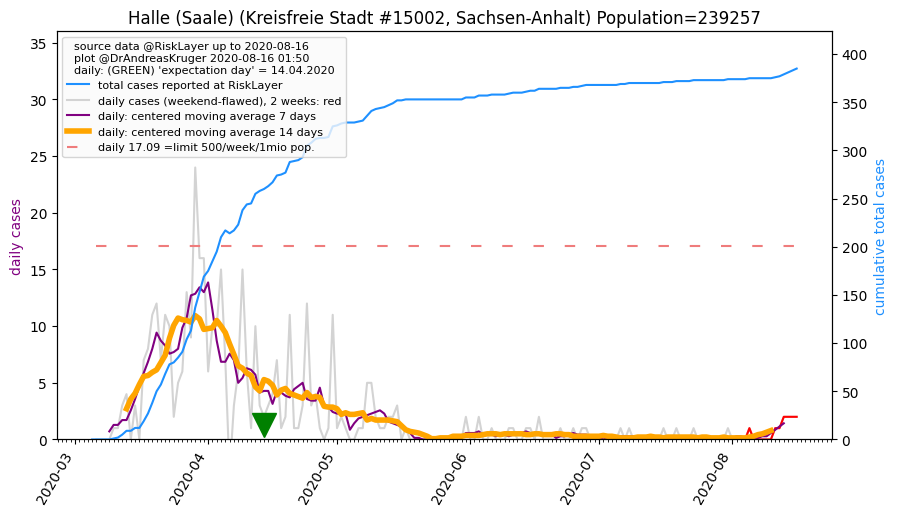 Halle (Saale) (Kreisfreie Stadt #15002, Sachsen-Anhalt) Population=239257
source data @RiskLayer up to 2020-08-16
plot @DrAndreasKruger 2020-08-16 01:50
daily: (GREEN) 'expectation day' = 14.04.2020
total cases reported at RiskLayer
daily cases (weekend-flawed), 2 weeks: red
daily: centered moving average 7 days
daily: centered moving average 14 days
daily 17.09 =limit 500/week/1mio pop.
daily cases
35
30
25
20
15
10
5
0
400
350
300
250
200
150
100
50
0
cumulative total cases
2020-03
2020-04
2020-05
2020-06
2020-07
2020-08